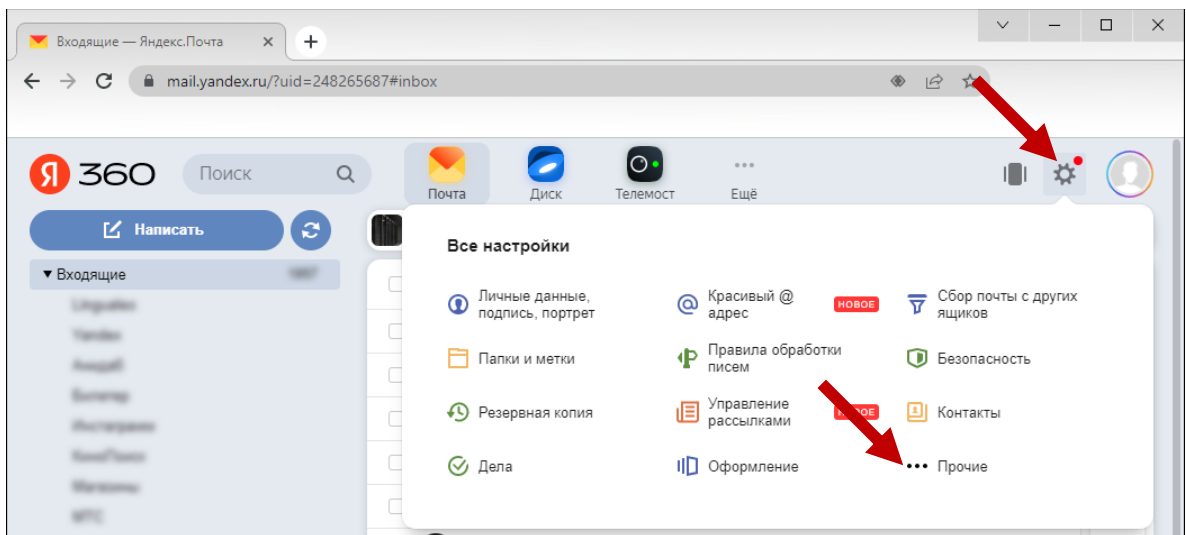 Входящие — Яндекс.Почта
mail.yandex.ru/?uid=248265687#inbox
Я 360
Поиск
Почта
Диск
Телемост
Ещё
Написать
Входящие
Все настройки
Личные данные,
подпись, портрет
Красивый @
адрес
НОВОЕ
Сбор почты с других
ящиков
Папки и метки
Правила обработки
писем
Безопасность
Резервная копия
Управление
рассылками
НОВОЕ
Контакты
Дела
Оформление
Прочие